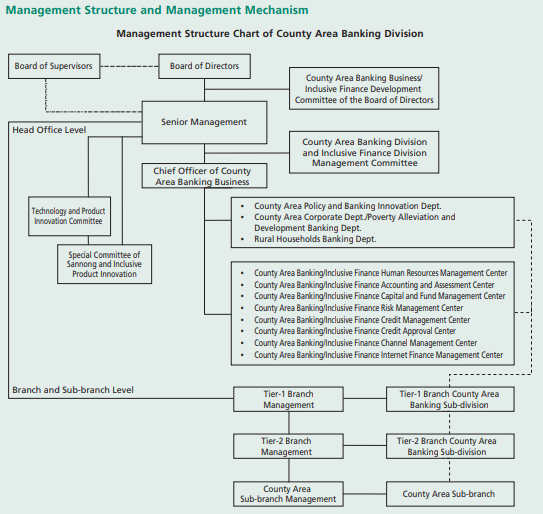 Management Structure and Management Mechanism
Management Structure Chart of County Area Banking Division
Board of Supervisors
Board of Directors
County Area Banking Business/
Inclusive Finance Development
Committee of the Board of Directors
Senior Management
Head Office Level
County Area Banking Division
and Inclusive Finance Division
Management Committee
Chief Officer of County
Area Banking Business
Technology and Product
Innovation Committee
Special Committee of
Sannong and Inclusive
Product Innovation
• County Area Policy and Banking Innovation Dept.
• County Area Corporate Dept./Poverty Alleviation and
Development Banking Dept.
• Rural Households Banking Dept.
• County Area Banking/Inclusive Finance Human Resources Management Center
• County Area Banking/Inclusive Finance Accounting and Assessment Center
• County Area Banking/Inclusive Finance Capital and Fund Management Center
• County Area Banking/Inclusive Finance Risk Management Center
• County Area Banking/Inclusive Finance Credit Management Center
• County Area Banking/Inclusive Finance Credit Approval Center
• County Area Banking/Inclusive Finance Channel Management Center
• County Area Banking/Inclusive Finance Internet Finance Management Center
Branch and Sub-branch Level
Tier-1 Branch
Management
Tier-1 Branch County Area
Banking Sub-division
Tier-2 Branch
Management
Tier-2 Branch County Area
Banking Sub-division
County Area
Sub-branch Management
County Area Sub-branch